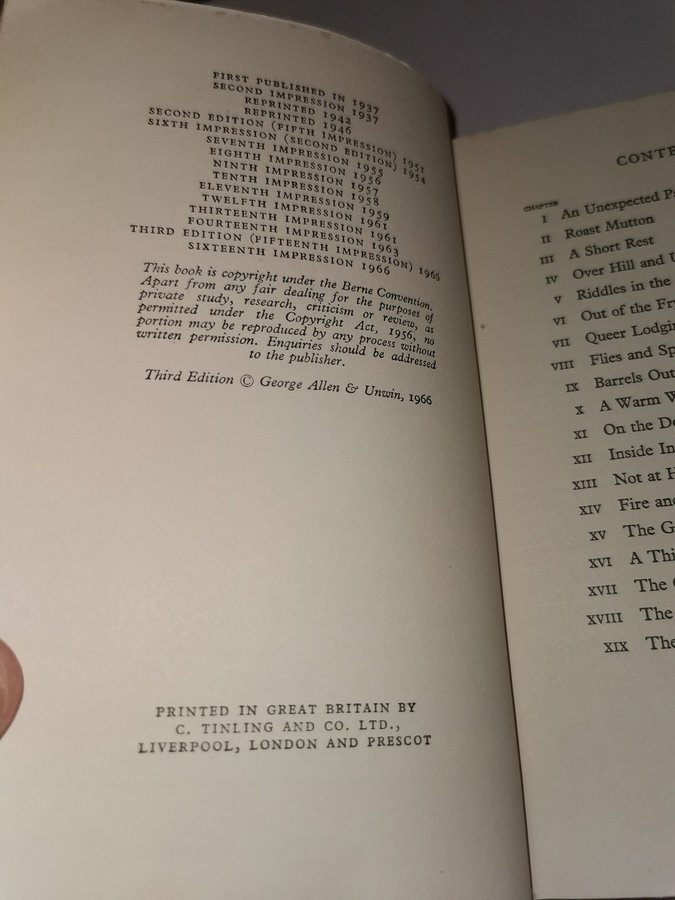 FIRST PUBLISHED IN 1937
SECOND IMPRESSION 1937
REPRINTED 1942
REPRINTED 1946
SECOND EDITION (FIFTH IMPRESSION) 1951
SIXTH IMPRESSION (SECOND EDITION) 1954
SEVENTH IMPRESSION 1955
EIGHTH IMPRESSION 1956
NINTH IMPRESSION 1957
TENTH IMPRESSION 1958
ELEVENTH IMPRESSION 1959
TWELFTH IMPRESSION 1961
THIRTEENTH IMPRESSION 1961
FOURTEENTH IMPRESSION 1963
THIRD EDITION (FIFTEENTH IMPRESSION) 1966
SIXTEENTH IMPRESSION 1966
This book is copyright under the Berne Convention.
Apart from any fair dealing for the purposes of
private study, research, criticism or review, as
permitted under the Copyright Act, 1956, no
portion may be reproduced by any process without
written permission. Enquiries should be addressed
to the publisher.
Third Edition © George Allen & Unwin, 1966
PRINTED IN GREAT BRITAIN BY
C. TINLING AND CO. LTD.,
LIVERPOOL, LONDON AND PRESCOT
CONTE
CHAPTER
I An Unexpected Pa
II Roast Mutton
III A Short Rest
IV Over Hill and U
V Riddles in the
VI Out of the Fry
VII Queer Lodgin
VIII Flies and Sp
IX Barrels Out
X A Warm W
XI On the Do
XII Inside In
XIII Not at H
XIV Fire and
XV The G
XVI A Thi
XVII The
XVIII The
XIX The